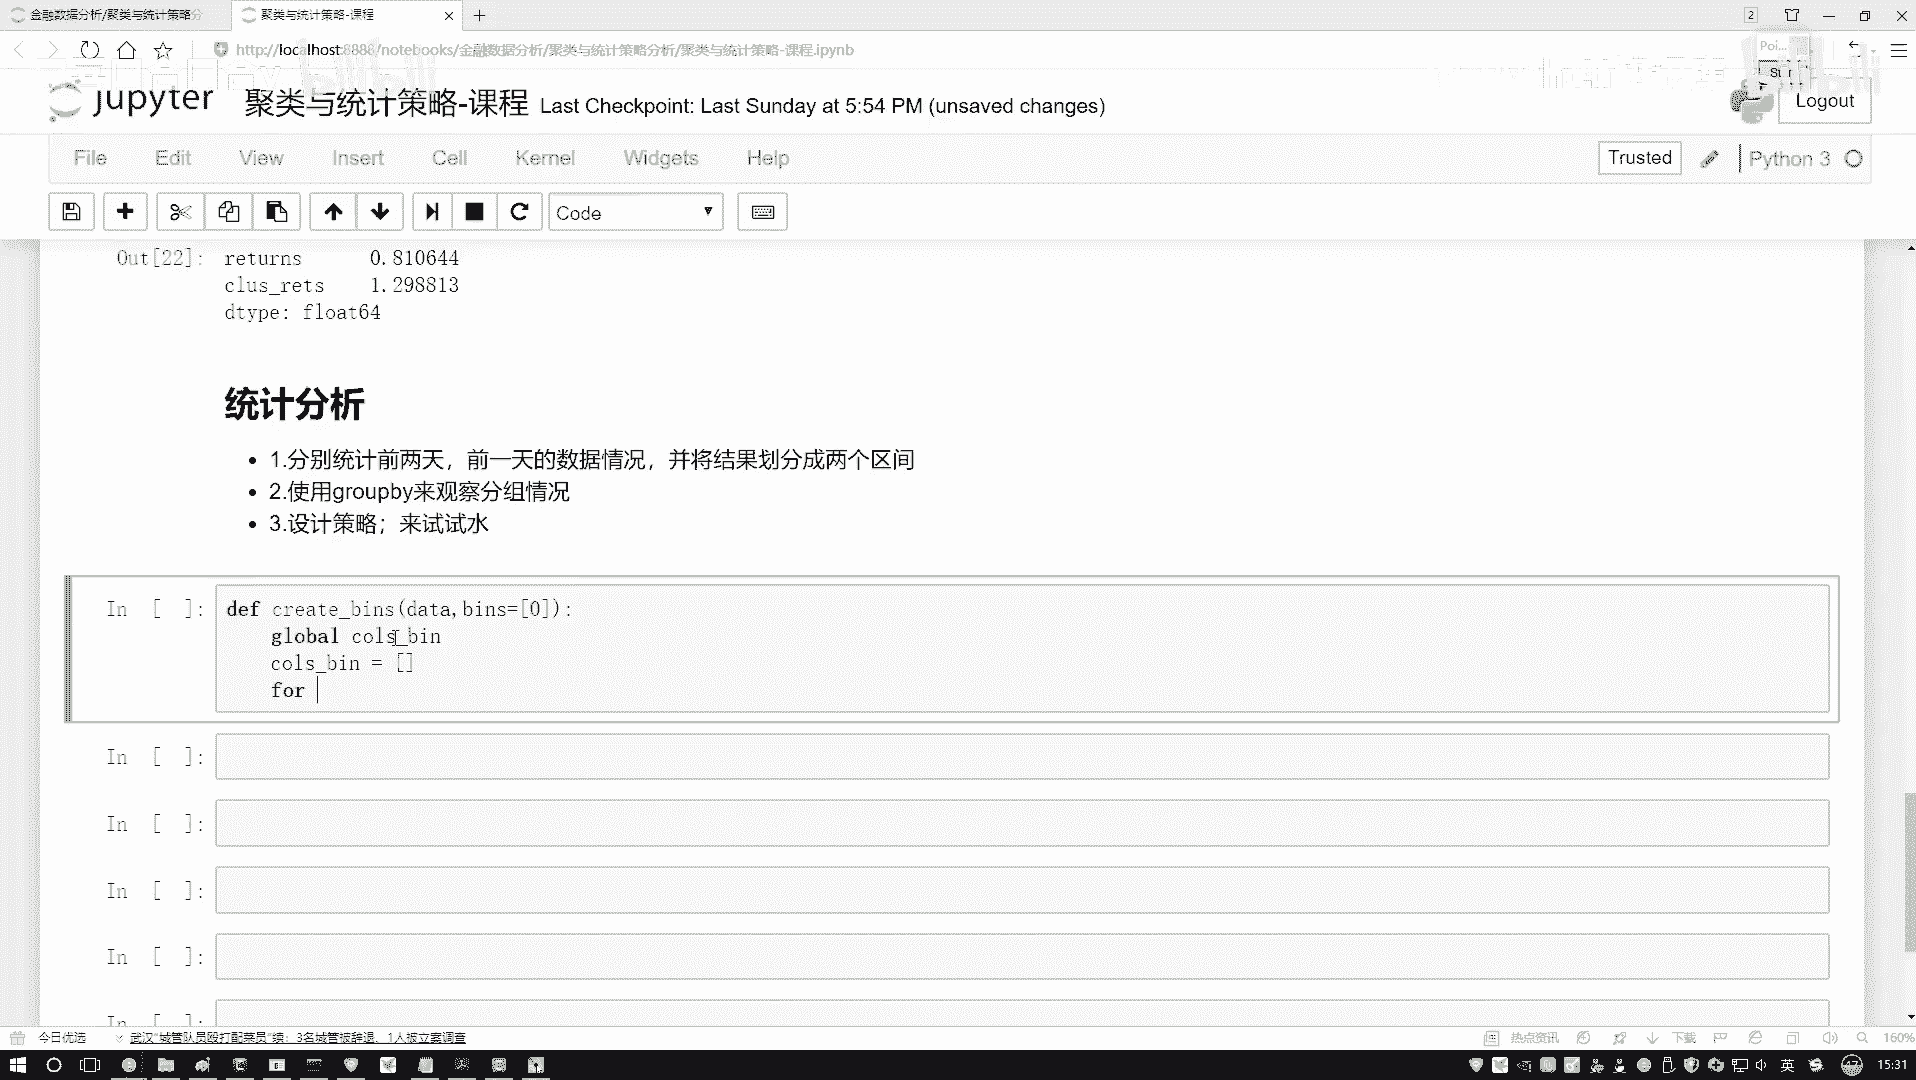 金融数据分析/聚类与统计策略分
聚类与统计策略-课程
2
http://localhost:8888/notebooks/金融数据分析/聚类与统计策略分析/聚类与统计策略-课程.ipynb
Poi...
jupyter 聚类与统计策略-课程 Last Checkpoint: Last Sunday at 5:54 PM (unsaved changes)
Logout
File Edit View Insert Cell Kernel Widgets Help
Trusted Python 3
Code
Out[22]: returns 0.810644
clus_rets 1.298813
dtype: float64
统计分析
• 1.分别统计前两天，前一天的数据情况，并将结果划分成两个区间
• 2.使用groupby来观察分组情况
• 3.设计策略；来试试水
In [ ]: def create_bins(data,bins=[0]):
global cols_bin
cols_bin = []
for
In [ ]:
In [ ]:
In [ ]:
In [ ]:
In [ ]:
今日优选 武汉“城管队员殴打配菜员”续：3名城管被辞退、1人被立案调查 热点资讯 下载 160%
英 47 15:31